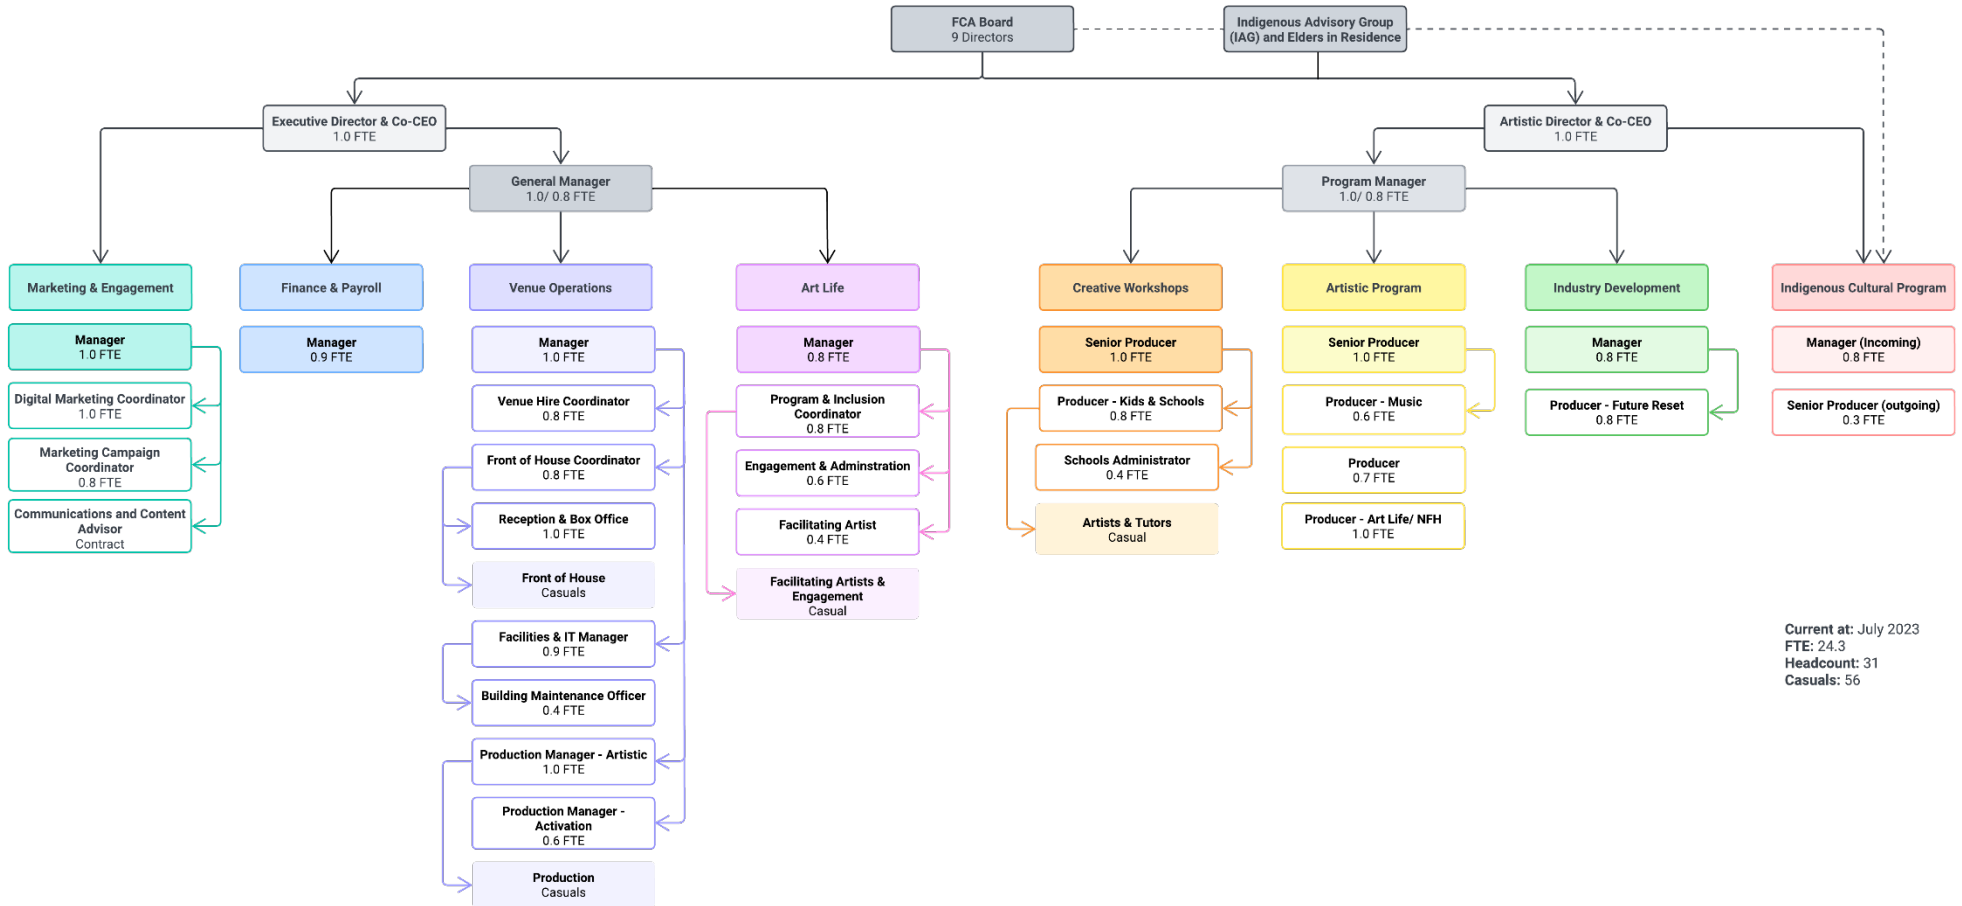 FCA Board
9 Directors
Indigenous Advisory Group
(IAG) and Elders in Residence
Executive Director & Co-CEO
1.0 FTE
Artistic Director & Co-CEO
1.0 FTE
General Manager
1.0/ 0.8 FTE
Program Manager
1.0/ 0.8 FTE
Marketing & Engagement
Manager
1.0 FTE
Digital Marketing Coordinator
1.0 FTE
Marketing Campaign
Coordinator
0.8 FTE
Communications and Content
Advisor
Contract
Finance & Payroll
Manager
0.9 FTE
Venue Operations
Manager
1.0 FTE
Venue Hire Coordinator
0.8 FTE
Front of House Coordinator
0.8 FTE
Reception & Box Office
1.0 FTE
Front of House
Casuals
Facilities & IT Manager
0.9 FTE
Building Maintenance Officer
0.4 FTE
Production Manager - Artistic
1.0 FTE
Production Manager -
Activation
0.6 FTE
Production
Casuals
Art Life
Manager
0.8 FTE
Program & Inclusion
Coordinator
0.8 FTE
Engagement & Adminstration
0.6 FTE
Facilitating Artist
0.4 FTE
Facilitating Artists &
Engagement
Casual
Creative Workshops
Senior Producer
1.0 FTE
Producer - Kids & Schools
0.8 FTE
Schools Administrator
0.4 FTE
Artists & Tutors
Casual
Artistic Program
Senior Producer
1.0 FTE
Producer - Music
0.6 FTE
Producer
0.7 FTE
Producer - Art Life/ NFH
1.0 FTE
Industry Development
Manager
0.8 FTE
Producer - Future Reset
0.8 FTE
Indigenous Cultural Program
Manager (Incoming)
0.8 FTE
Senior Producer (outgoing)
0.3 FTE
Current at: July 2023
FTE: 24.3
Headcount: 31
Casuals: 56